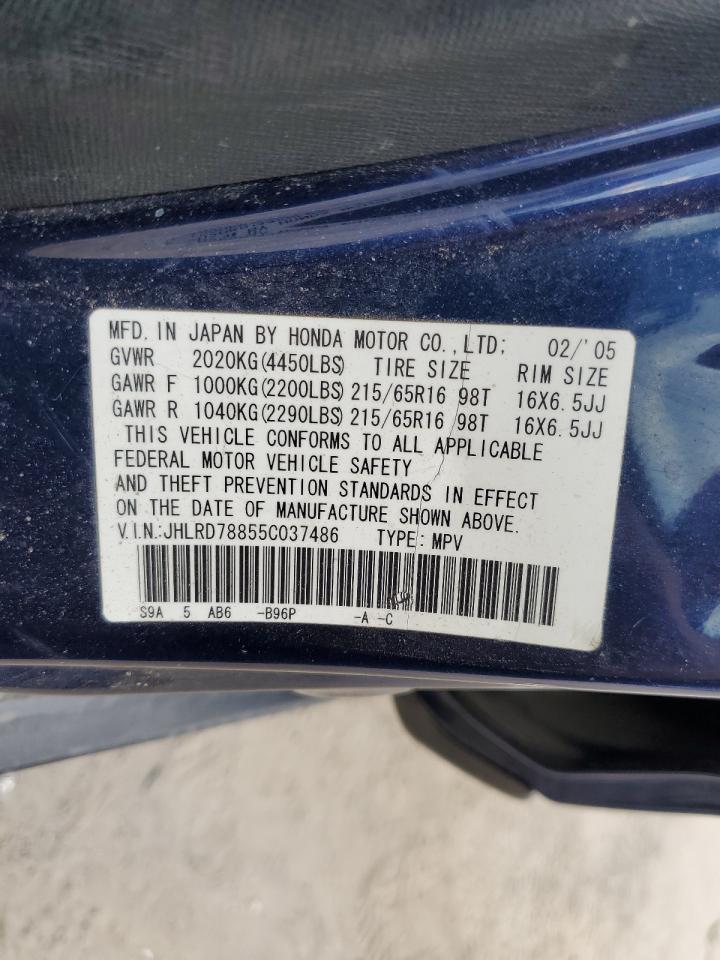 MFD. IN JAPAN BY HONDA MOTOR CO., LTD; 02/'05
GVWR 2020KG(4450LBS) TIRE SIZE RIM SIZE
GAWR F 1000KG(2200LBS) 215/65R16 98T 16X6.5JJ
GAWR R 1040KG(2290LBS) 215/65R16 98T 16X6.5JJ
THIS VEHICLE CONFORMS TO ALL APPLICABLE
FEDERAL MOTOR VEHICLE SAFETY
AND THEFT PREVENTION STANDARDS IN EFFECT
ON THE DATE OF MANUFACTURE SHOWN ABOVE.
V.I.N.:JHLRD78855C037486 TYPE: MPV
S9A 5 AB6 -B96P -A -C